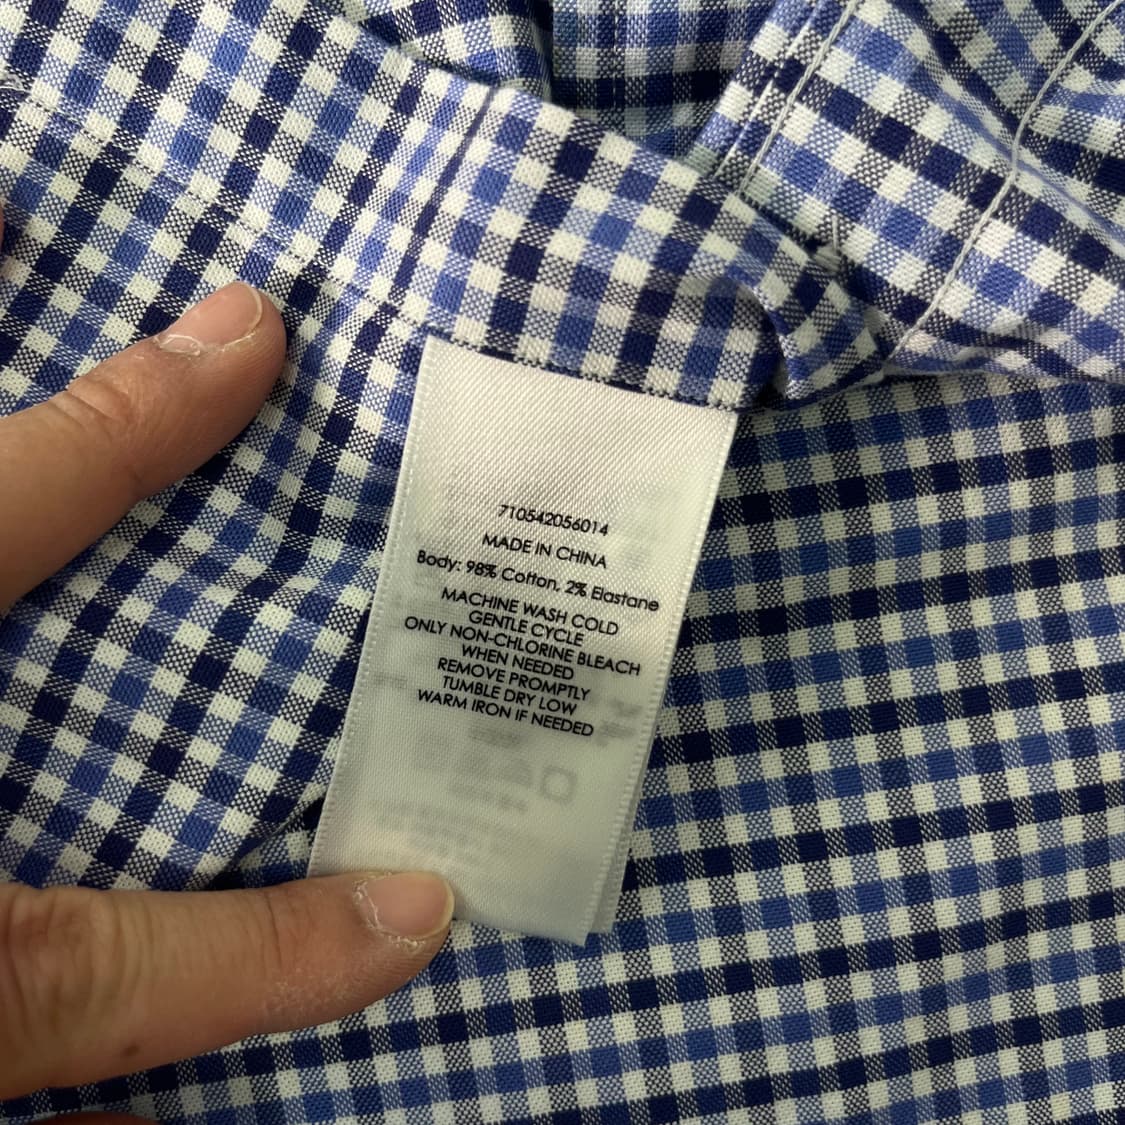 710542056014
MADE IN CHINA
Body: 98% Cotton, 2% Elastane
MACHINE WASH COLD
GENTLE CYCLE
ONLY NON-CHLORINE BLEACH
WHEN NEEDED
REMOVE PROMPTLY
TUMBLE DRY LOW
WARM IRON IF NEEDED